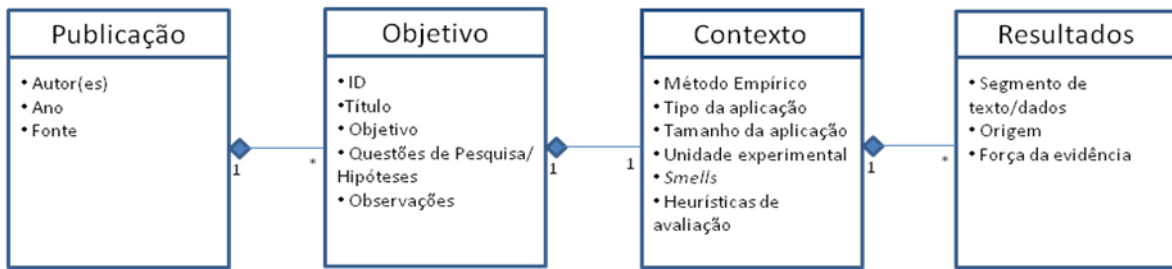 Publicação
• Autor(es)
• Ano
• Fonte
1
*
Objetivo
• ID
•Título
• Objetivo
• Questões de Pesquisa/
Hipóteses
• Observações
1
1
Contexto
• Método Empírico
• Tipo da aplicação
• Tamanho da aplicação
• Unidade experimental
• Smells
• Heurísticas de
avaliação
1
*
Resultados
• Segmento de
texto/dados
• Origem
• Força da evidência